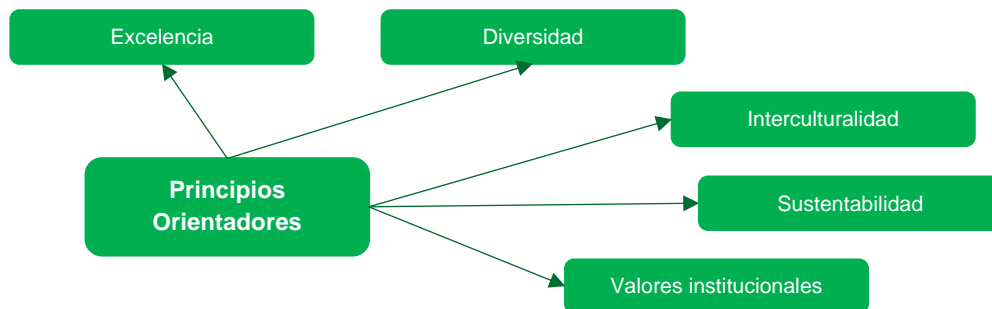 Excelencia
Diversidad
Interculturalidad
Principios
Orientadores
Sustentabilidad
Valores institucionales